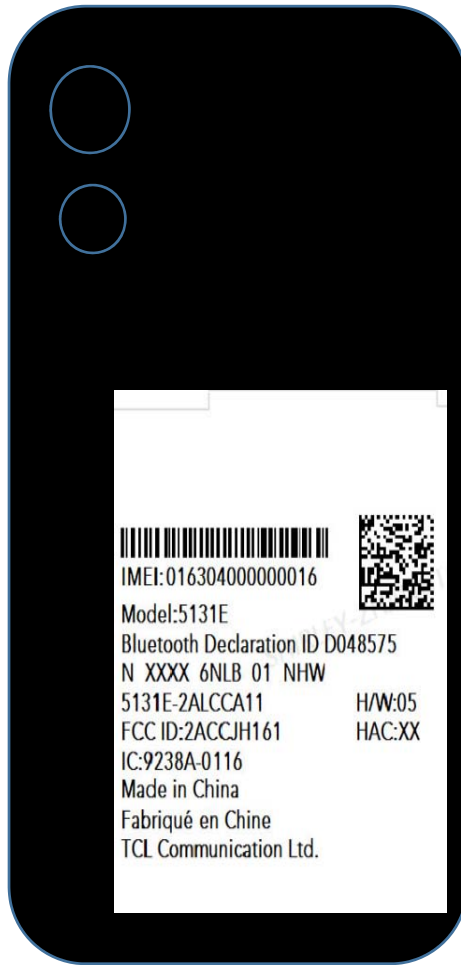 IMEI:016304000000016
Model:5131E
Bluetooth Declaration ID D048575
N XXXX 6NLB 01 NHW
5131E-2ALCCA11 H/W:05
FCC ID:2ACCJH161 HAC:XX
IC:9238A-0116
Made in China
Fabriqué en Chine
TCL Communication Ltd.